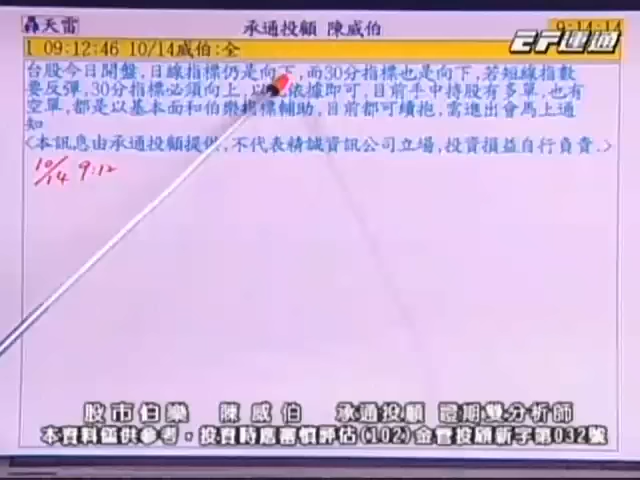 轟天雷
承通投顧 陳威伯
9:14:14
EF運通
1 09:12:46 10/14威伯:全
台股今日開盤,日線指標仍是向下,而30分指標也是向下,若短線指數
要反彈,30分指標必須向上,以 依據即可,目前手中持股有多單,也有
空單,都是以基本面和伯樂指標輔助,目前都可續抱,需進出會馬上通
知
<本訊息由承通投顧提供,不代表精誠資訊公司立場,投資損益自行負責.>
10/14 9:12
股市伯樂 陳威伯 承通投顧 證期雙分析師
本資料僅供參考,投資時應審慎評估(102)金管投顧新字第032號